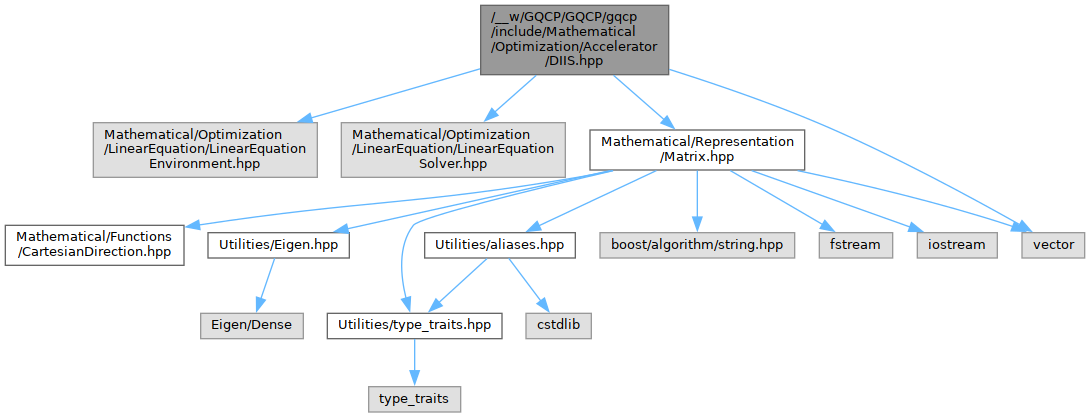 /__w/GQCP/GQCP/gqcp
/include/Mathematical
/Optimization/Accelerator
/DIIS.hpp
Mathematical/Optimization
/LinearEquation/LinearEquation
Environment.hpp
Mathematical/Optimization
/LinearEquation/LinearEquation
Solver.hpp
Mathematical/Representation
/Matrix.hpp
Mathematical/Functions
/CartesianDirection.hpp
Utilities/Eigen.hpp
Utilities/aliases.hpp
boost/algorithm/string.hpp
fstream
iostream
vector
Eigen/Dense
Utilities/type_traits.hpp
cstdlib
type_traits